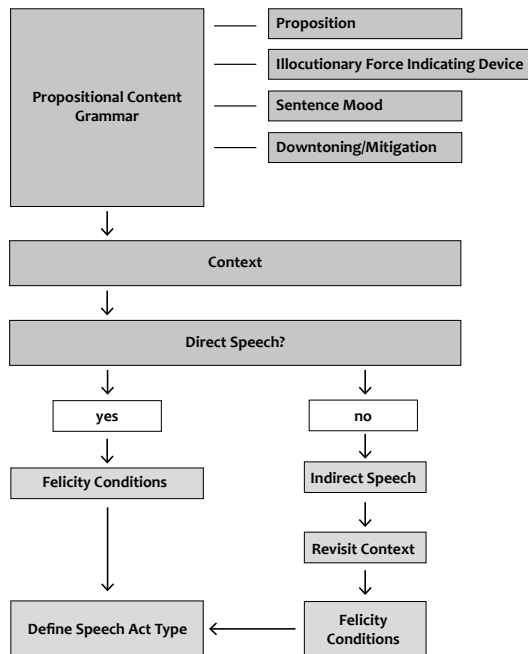 Proposition
Illocutionary Force Indicating Device
Propositional Content
Grammar
Sentence Mood
Downtoning/Mitigation
Context
Direct Speech?
yes
no
Felicity Conditions
Indirect Speech
Revisit Context
Define Speech Act Type
Felicity
Conditions